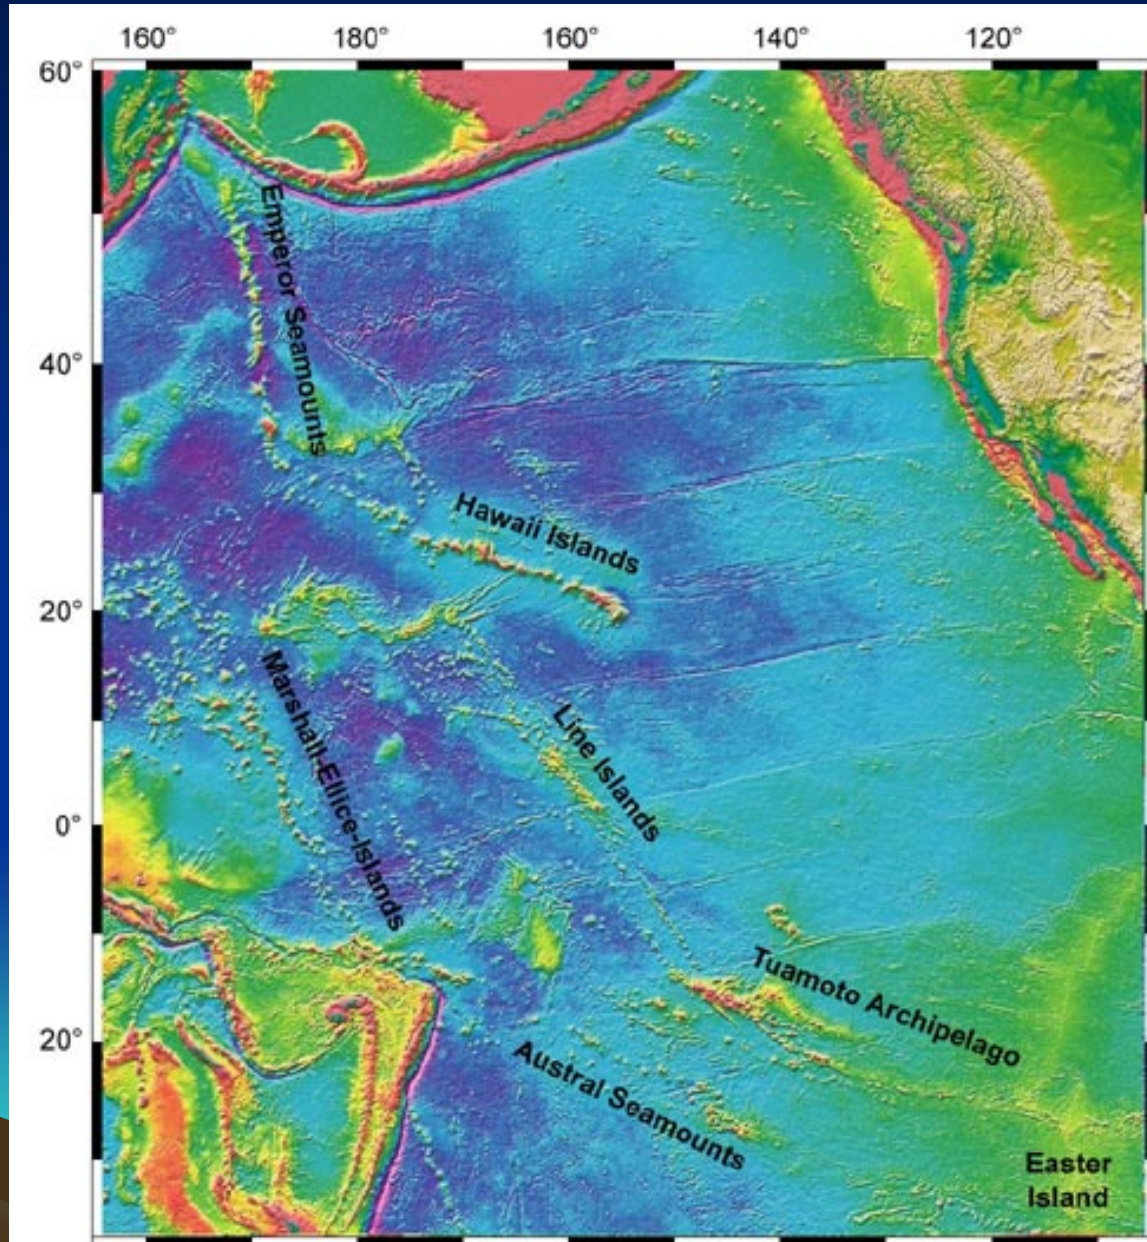 160° 180° 160° 140° 120°
60°
Emperor Seamounts
40°
Hawaii Islands
20°
Marshall-Ellice-Islands
Line Islands
0°
Tuamoto Archipelago
20°
Austral Seamounts
Easter
Island